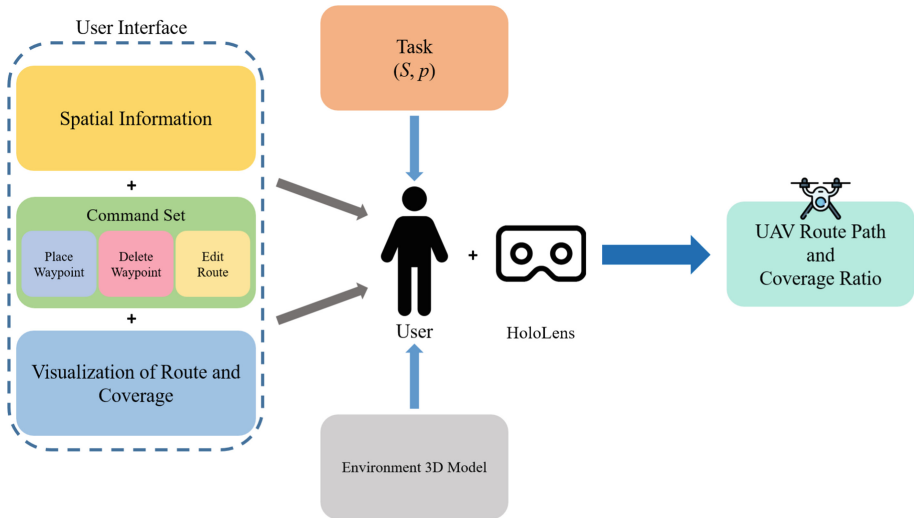 User Interface
Spatial Information
+
Command Set
Place
Waypoint
Delete
Waypoint
Edit
Route
+
Visualization of Route and
Coverage
Task
(S, p)
User
+
HoloLens
Environment 3D Model
UAV Route Path
and
Coverage Ratio